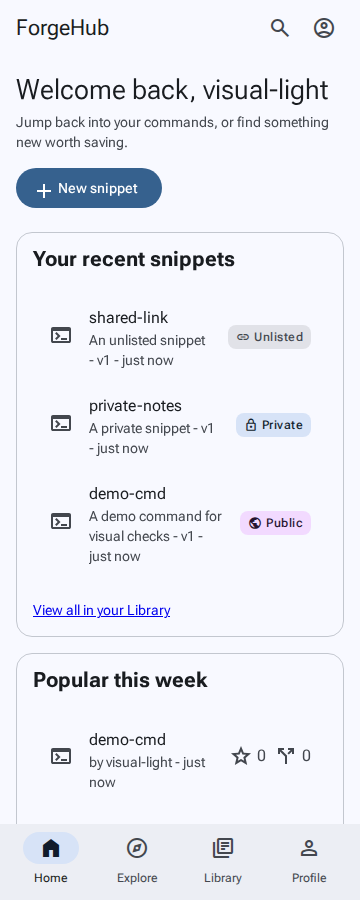 ForgeHub
Welcome back, visual-light
Jump back into your commands, or find something
new worth saving.
New snippet
Your recent snippets
shared-link
An unlisted snippet
- v1 - just now
Unlisted
private-notes
A private snippet - v1
- just now
Private
demo-cmd
A demo command for
visual checks - v1 -
just now
Public
View all in your Library
Popular this week
demo-cmd
by visual-light - just
now
0 0
Home Explore Library Profile